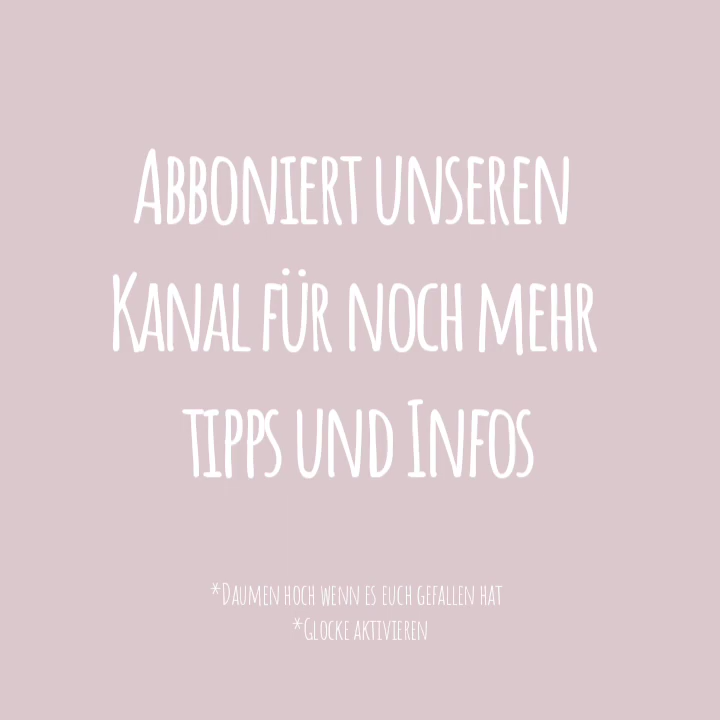 Abboniert unseren
Kanal für noch mehr
tipps und Infos
*Daumen hoch wenn es euch gefallen hat
*Glocke aktivieren